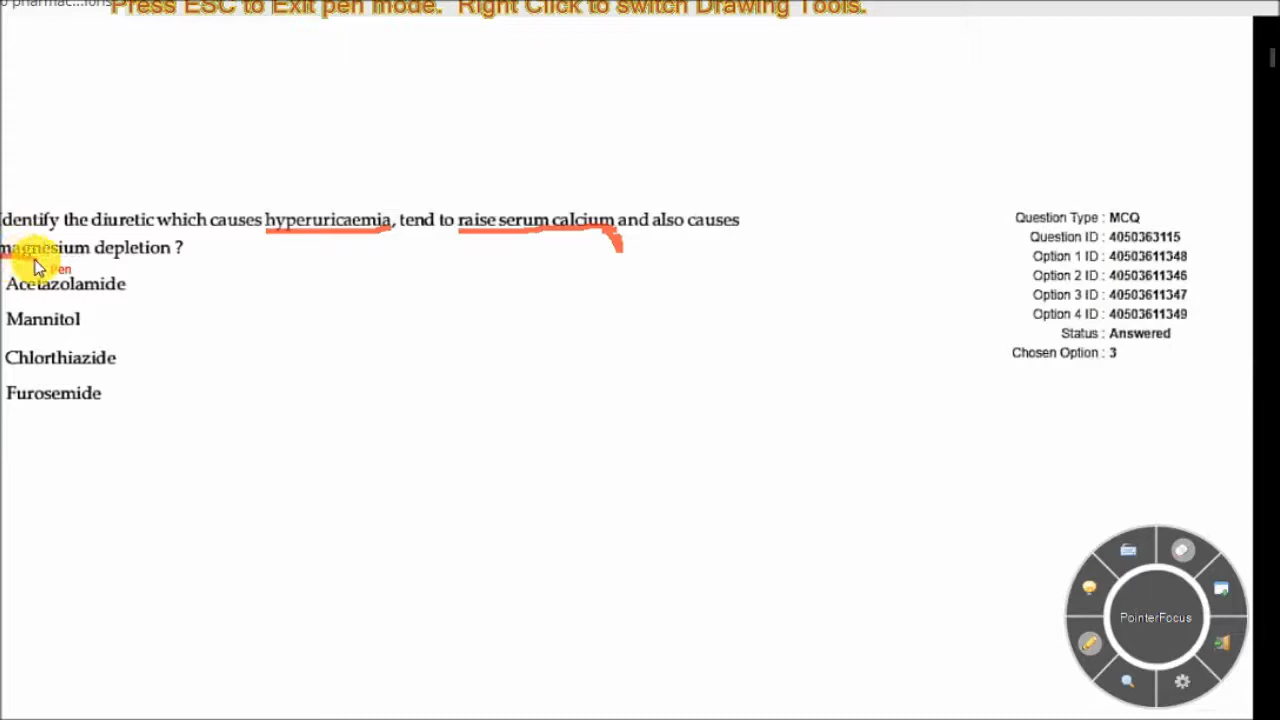 Press ESC to Exit pen mode. Right Click to switch Drawing Tools.
Identify the diuretic which causes hyperuricaemia, tend to raise serum calcium and also causes
magnesium depletion ?
Pen
Acetazolamide
Mannitol
Chlorthiazide
Furosemide
Question Type : MCQ
Question ID : 4050363115
Option 1 ID : 40503611348
Option 2 ID : 40503611346
Option 3 ID : 40503611347
Option 4 ID : 40503611349
Status : Answered
Chosen Option : 3
PointerFocus